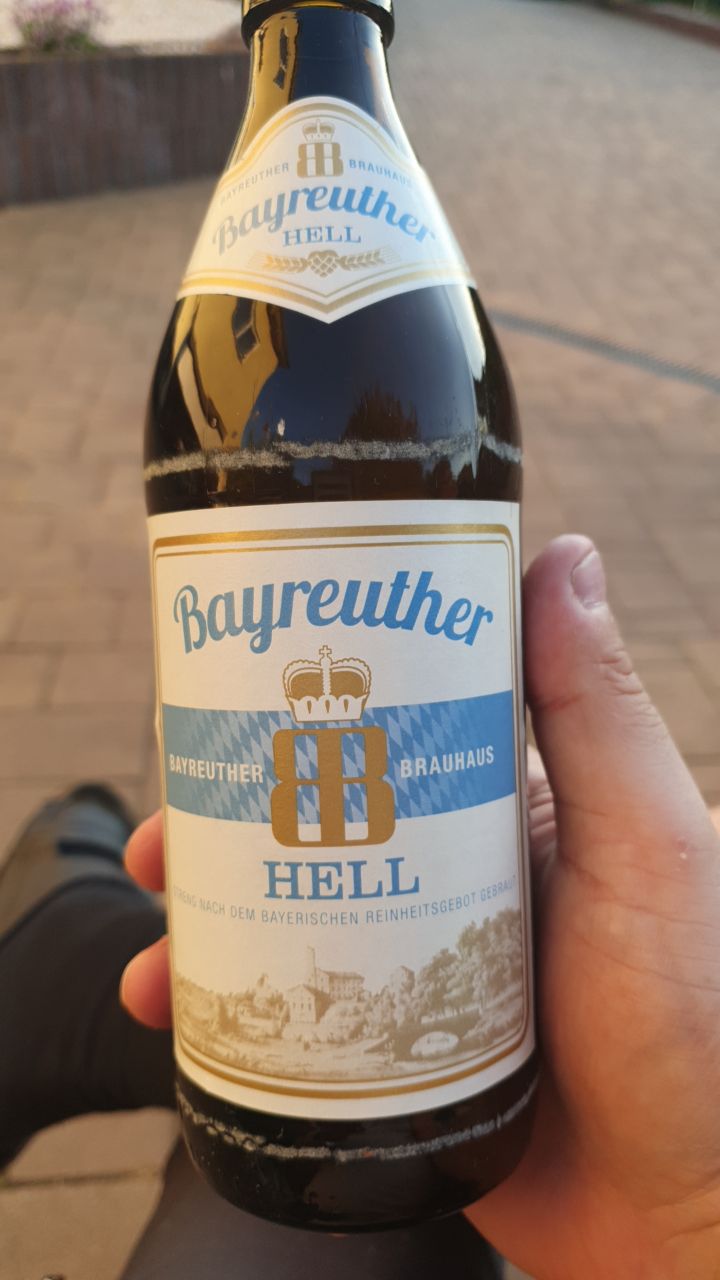 BAYREUTHER BRAUHAUS
Bayreuther
HELL
Bayreuther
BAYREUTHER BRAUHAUS
HELL
STRENG NACH DEM BAYERISCHEN REINHEITSGEBOT GEBRAUT